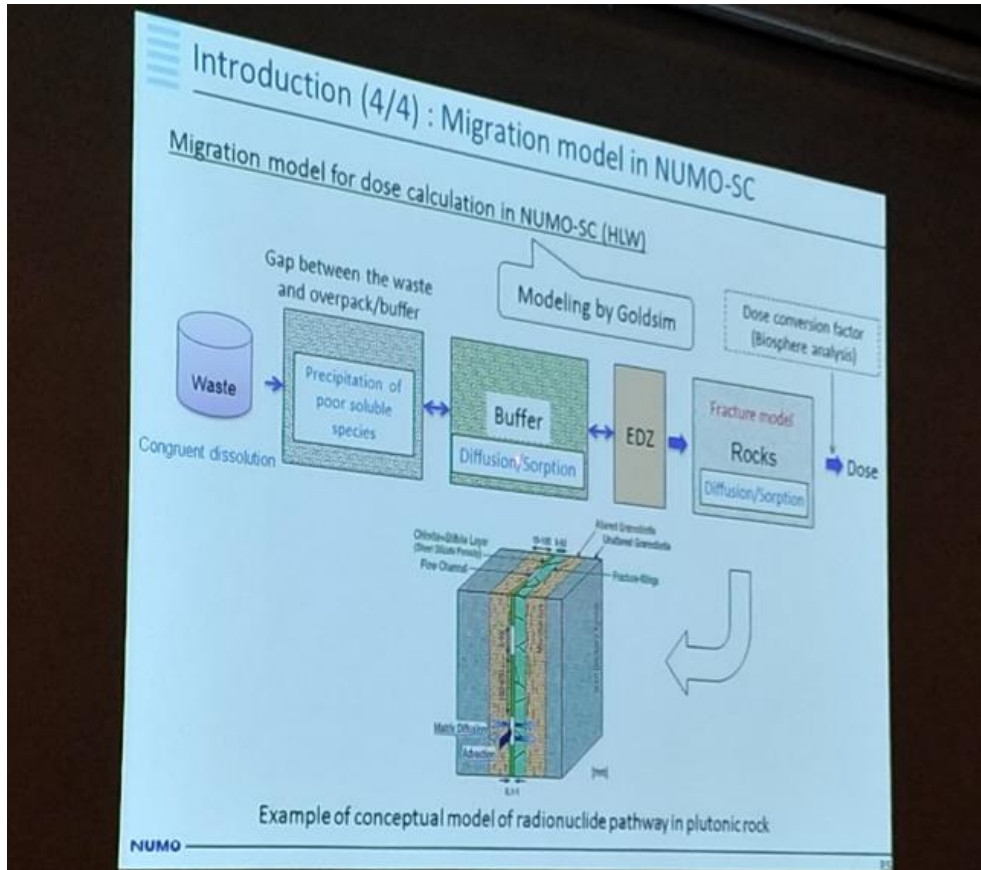 Introduction (4/4) : Migration model in NUMO-SC
Migration model for dose calculation in NUMO-SC (HLW)
Gap between the waste
and overpack/buffer
Modeling by Goldsim
Dose conversion factor
(Biosphere analysis)
Waste
Precipitation of
poor soluble
species
Buffer
EDZ
Fracture model
Rocks
Dose
Congruent dissolution
Diffusion/Sorption
Diffusion/Sorption
Altered Granodiorite
Unaltered Granodiorite
Flow Channel
Fracture fillings
Matrix Diffusion
Advection
[mm]
Example of conceptual model of radionuclide pathway in plutonic rock
NUMO